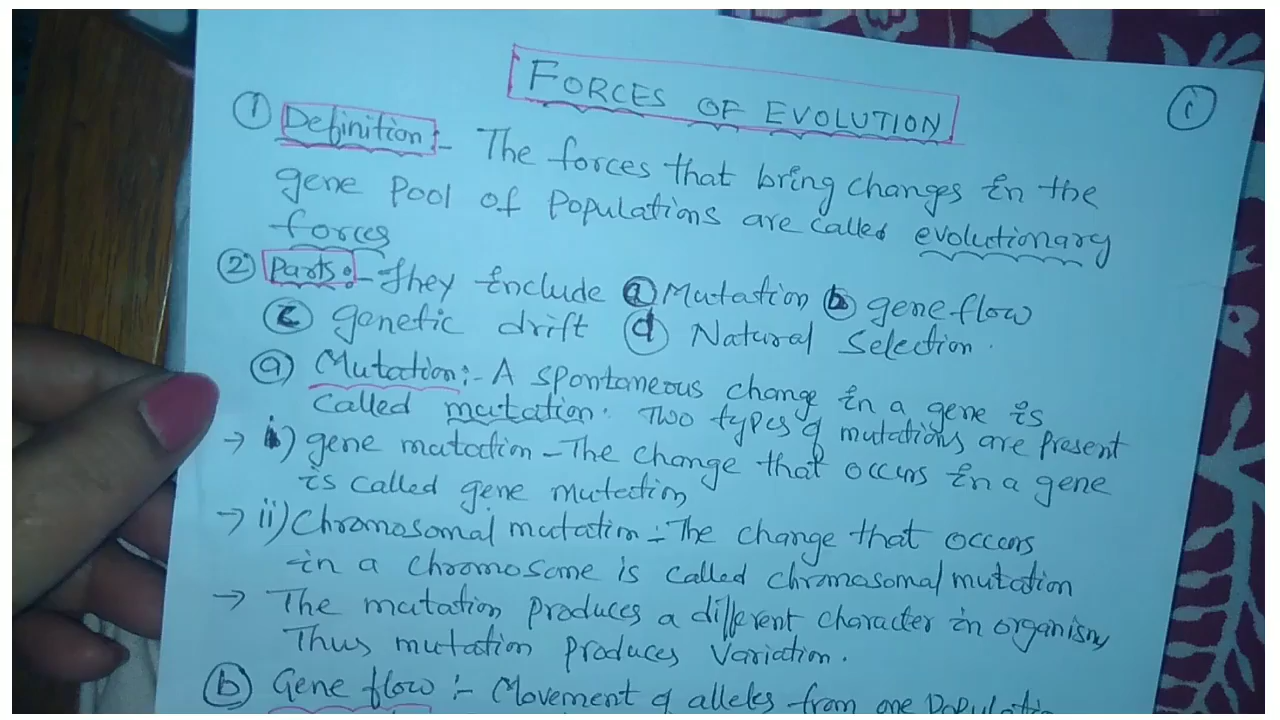 FORCES OF EVOLUTION
①
① Definition :- The forces that bring changes in the
gene Pool of Populations are called evolutionary
forces
② Parts :- They include ⓐ Mutation ⓑ gene flow
ⓒ genetic drift ⓓ Natural Selection.
ⓐ Mutation :- A spontaneous change in a gene is
called mutation. Two types of mutations are present
→ i) gene mutation - The change that occurs in a gene
is called gene mutation
→ ii) Chromosomal mutation - The change that occurs
in a chromosome is called chromosomal mutation
→ The mutation produces a different character in organism
Thus mutation produces variation.
ⓑ Gene flow :- Movement of alleles from one